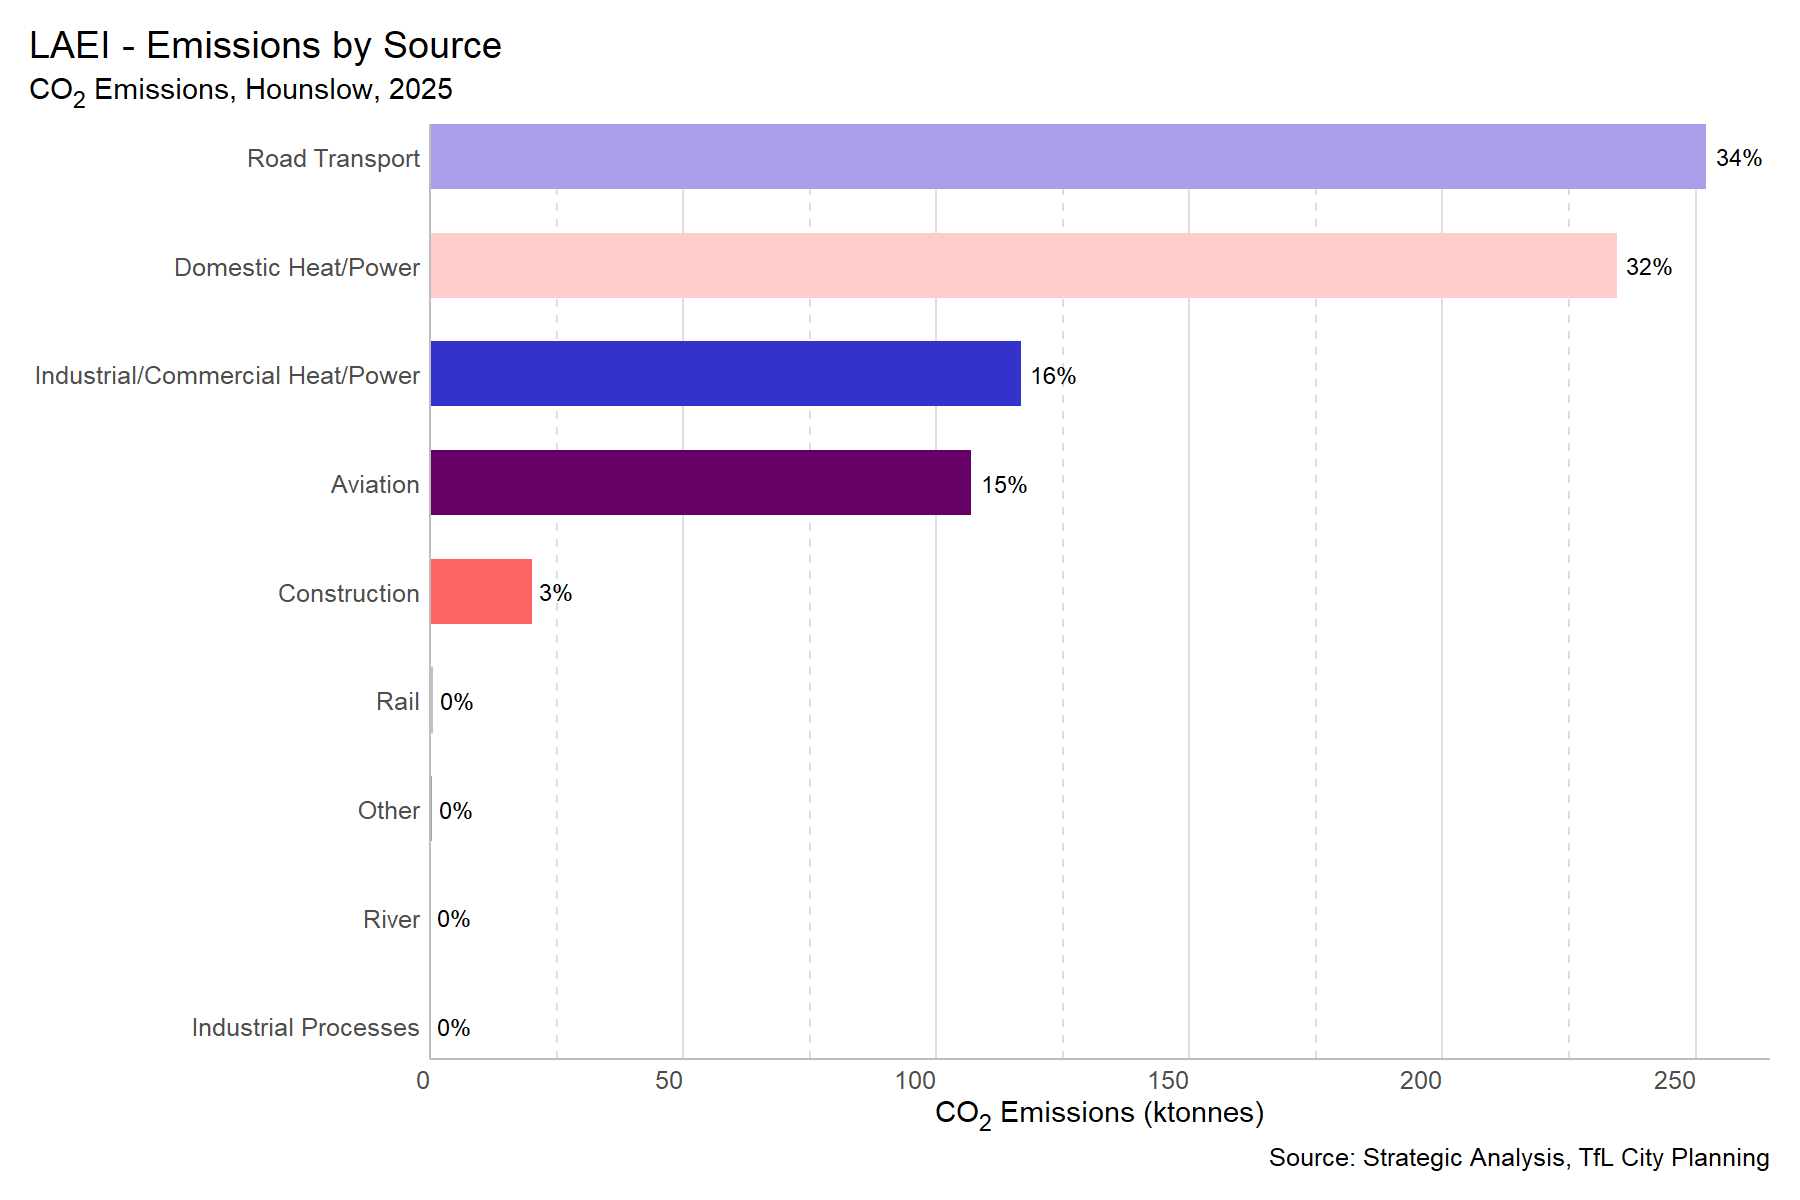 LAEI - Emissions by Source
CO₂ Emissions, Hounslow, 2025
Road Transport 34%
Domestic Heat/Power 32%
Industrial/Commercial Heat/Power 16%
Aviation 15%
Construction 3%
Rail 0%
Other 0%
River 0%
Industrial Processes 0%
0 50 100 150 200 250
CO₂ Emissions (ktonnes)
Source: Strategic Analysis, TfL City Planning